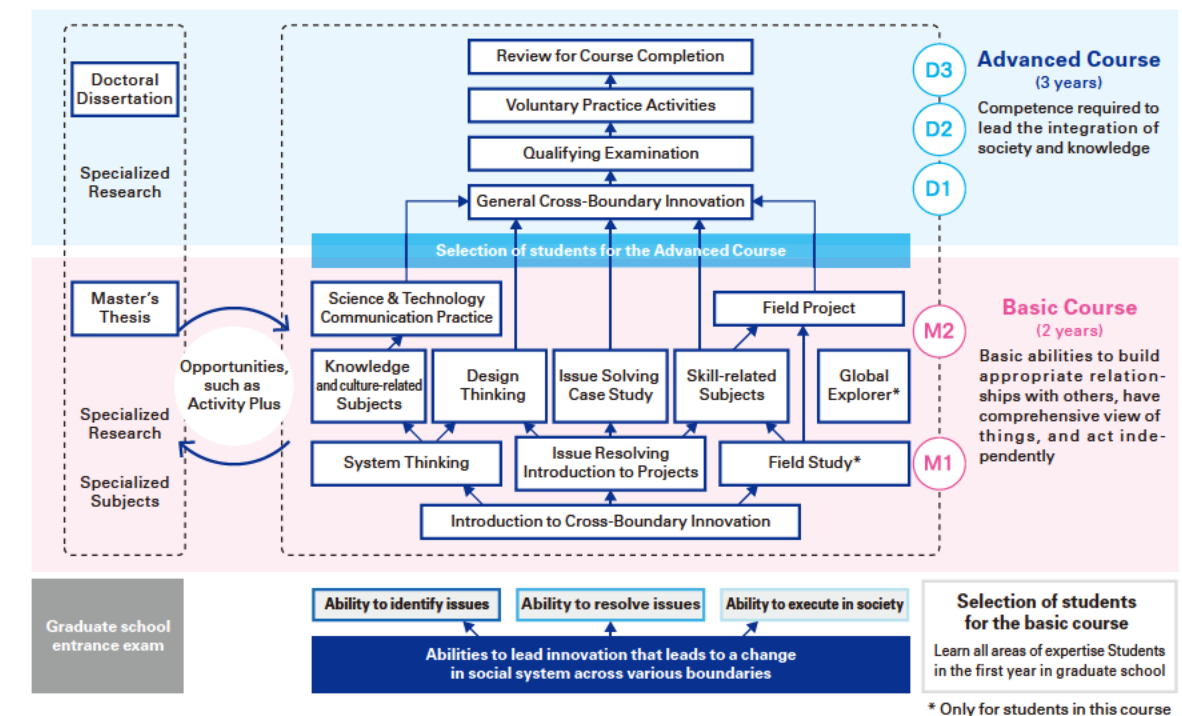 Doctoral
Dissertation
Specialized
Research
Review for Course Completion
Voluntary Practice Activities
Qualifying Examination
General Cross-Boundary Innovation
D3
D2
D1
Advanced Course
(3 years)
Competence required to
lead the integration of
society and knowledge
Selection of students for the Advanced Course
Master's
Thesis
Opportunities,
such as
Activity Plus
Specialized
Research
Specialized
Subjects
Science & Technology
Communication Practice
Field Project
Knowledge
and culture-related
Subjects
Design
Thinking
Issue Solving
Case Study
Skill-related
Subjects
Global
Explorer*
System Thinking
Issue Resolving
Introduction to Projects
Field Study*
Introduction to Cross-Boundary Innovation
M2
M1
Basic Course
(2 years)
Basic abilities to build
appropriate relation-
ships with others, have
comprehensive view of
things, and act inde-
pendently
Graduate school
entrance exam
Ability to identify issues
Ability to resolve issues
Ability to execute in society
Abilities to lead innovation that leads to a change
in social system across various boundaries
Selection of students
for the basic course
Learn all areas of expertise Students
in the first year in graduate school
* Only for students in this course